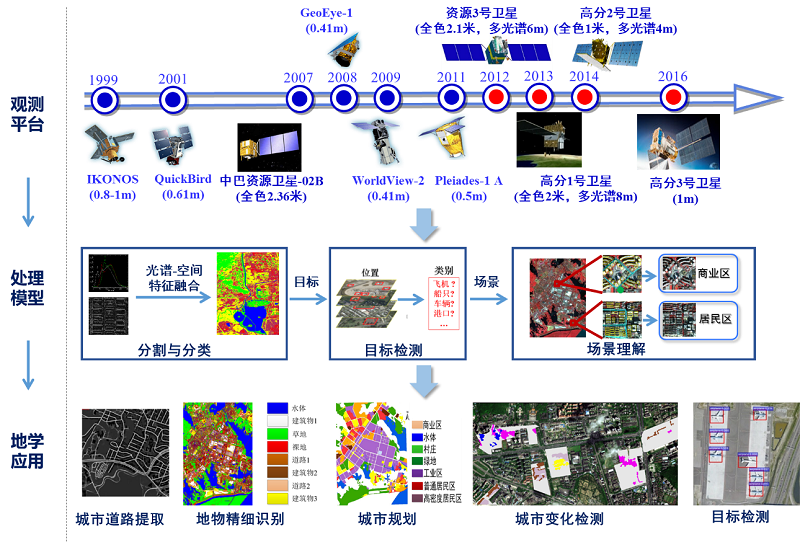 GeoEye-1
(0.41m)
资源3号卫星
(全色2.1米，多光谱6m)
高分2号卫星
(全色1米，多光谱4m)
1999
2001
2007
2008
2009
2011
2012
2013
2014
2016
观测
平台
IKONOS
(0.8-1m)
QuickBird
(0.61m)
中巴资源卫星-02B
(全色2.36米)
WorldView-2
(0.41m)
Pleiades-1 A
(0.5m)
高分1号卫星
(全色2米，多光谱8m)
高分3号卫星
(1m)
处理
模型
光谱-空间
特征融合
分割与分类
目标
位置
类别
飞机？
船只？
车辆？
港口？
...
目标检测
场景
商业区
居民区
场景理解
地学
应用
城市道路提取
水体
建筑物1
草地
裸地
道路1
建筑物2
道路2
建筑物3
地物精细识别
商业区
水体
村庄
绿地
工业区
普通居民区
高密度居民区
城市规划
城市变化检测
目标检测